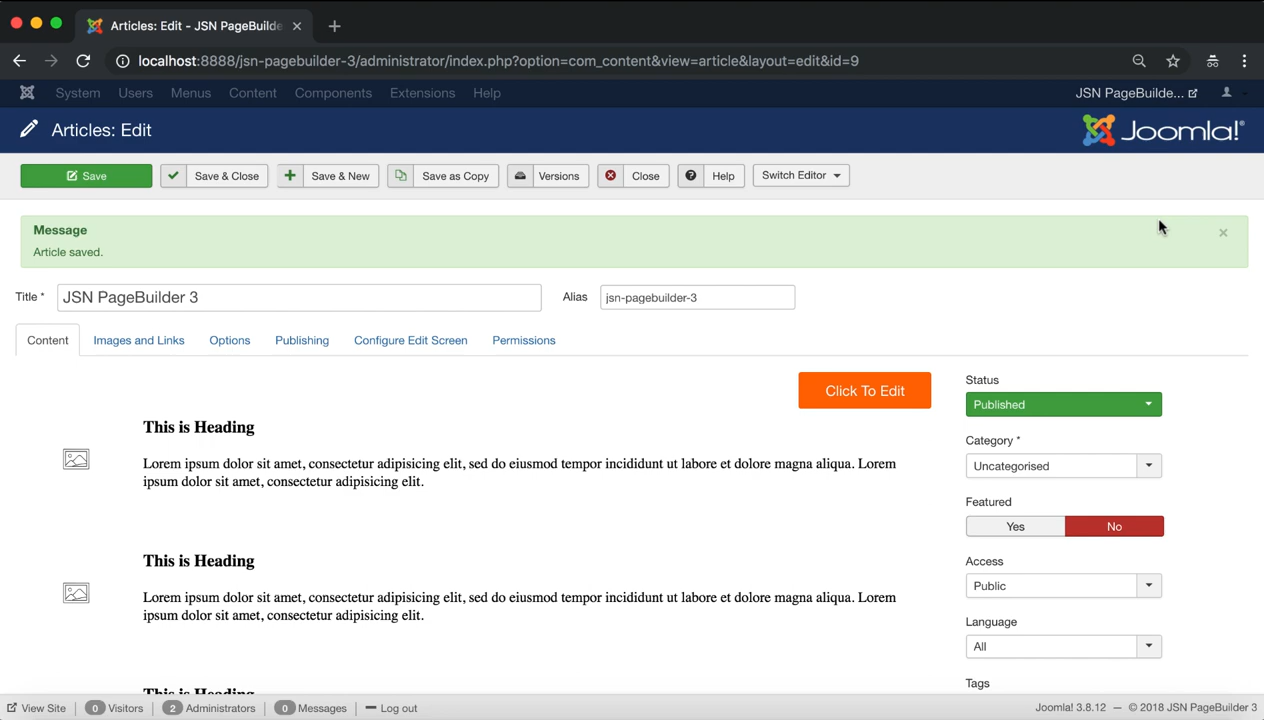 Articles: Edit - JSN PageBuilde
localhost:8888/jsn-pagebuilder-3/administrator/index.php?option=com_content&view=article&layout=edit&id=9
System Users Menus Content Components Extensions Help JSN PageBuilde...
Articles: Edit Joomla!
Save Save & Close Save & New Save as Copy Versions Close Help Switch Editor
Message
Article saved.
Title * JSN PageBuilder 3 Alias jsn-pagebuilder-3
Content Images and Links Options Publishing Configure Edit Screen Permissions
Click To Edit
Status
Published
This is Heading
Lorem ipsum dolor sit amet, consectetur adipisicing elit, sed do eiusmod tempor incididunt ut labore et dolore magna aliqua. Lorem
ipsum dolor sit amet, consectetur adipisicing elit.
Category *
Uncategorised
Featured
Yes No
This is Heading
Lorem ipsum dolor sit amet, consectetur adipisicing elit, sed do eiusmod tempor incididunt ut labore et dolore magna aliqua. Lorem
ipsum dolor sit amet, consectetur adipisicing elit.
Access
Public
Language
All
Tags
This is Heading
View Site 0 Visitors 2 Administrators 0 Messages Log out Joomla! 3.8.12 — © 2018 JSN PageBuilder 3